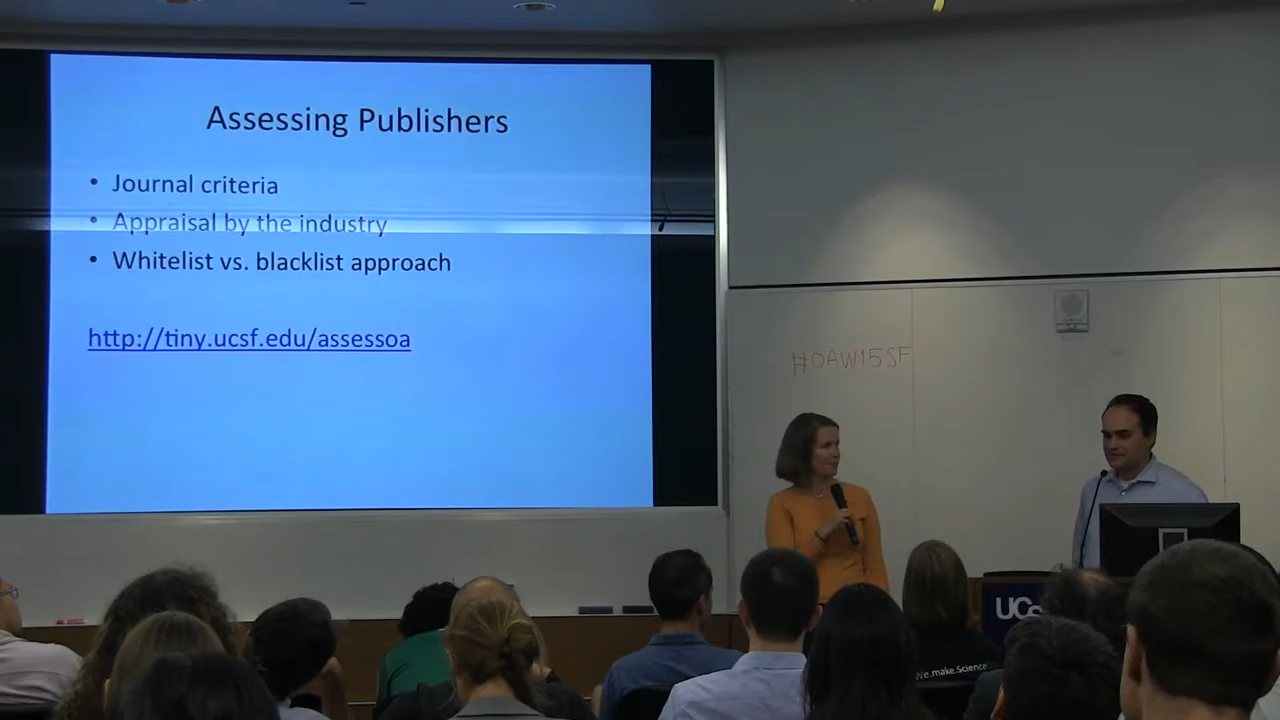 Assessing Publishers
• Journal criteria
• Appraisal by the industry
• Whitelist vs. blacklist approach
http://tiny.ucsf.edu/assessoa
#OAW15SF
UCSF
We.make.Science